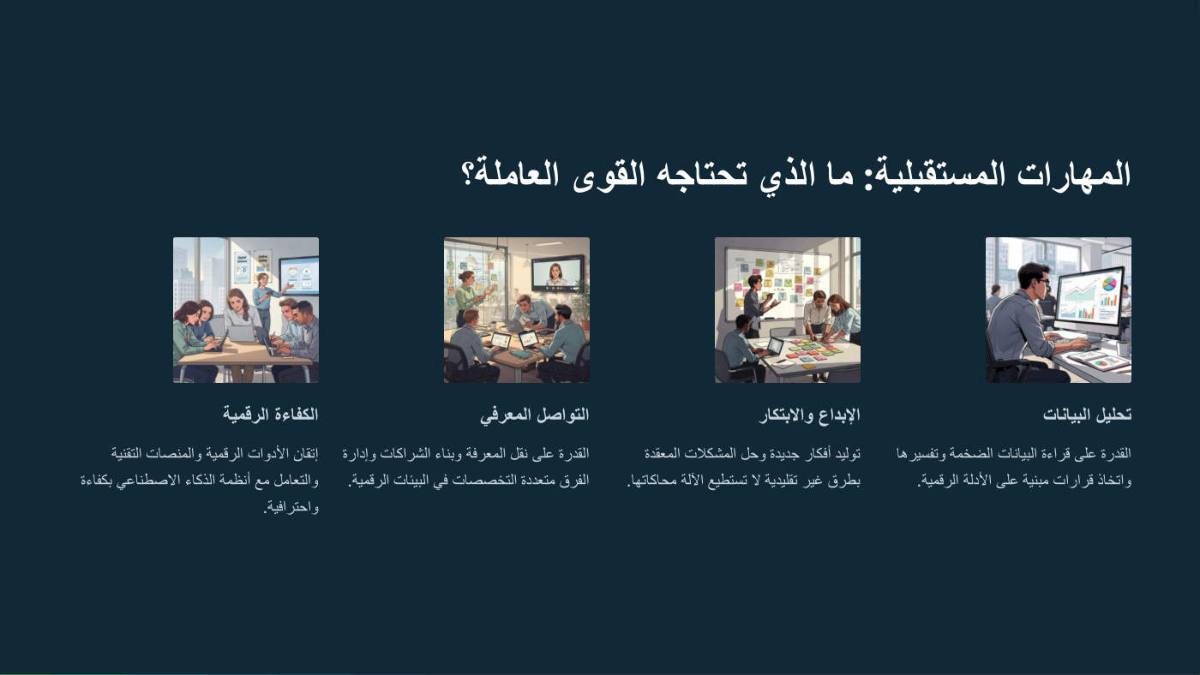 المهارات المستقبلية: ما الذي تحتاجه القوى العاملة؟
تحليل البيانات
القدرة على قراءة البيانات الضخمة وتفسيرها
واتخاذ قرارات مبنية على الأدلة الرقمية.
الإبداع والابتكار
توليد أفكار جديدة وحل المشكلات المعقدة
بطرق غير تقليدية لا تستطيع الآلة محاكاتها.
التواصل المعرفي
القدرة على نقل المعرفة وبناء الشراكات وإدارة
الفرق متعددة التخصصات في البيئات الرقمية.
الكفاءة الرقمية
إتقان الأدوات الرقمية والمنصات التقنية
والتعامل مع أنظمة الذكاء الاصطناعي بكفاءة
واحترافية.